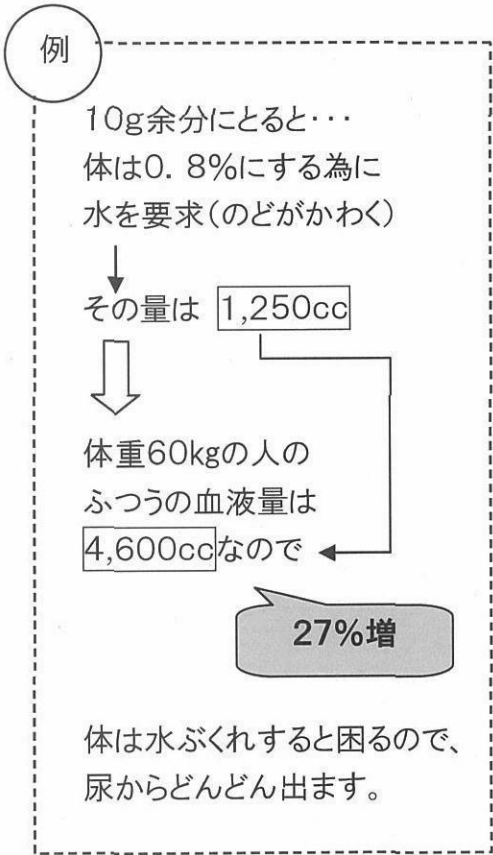 例
10g余分にとると・・・
体は0．8%にする為に
水を要求(のどがかわく)
その量は 1,250cc
体重60kgの人の
ふつうの血液量は
4,600ccなので
27%増
体は水ぶくれすると困るので、
尿からどんどん出ます。